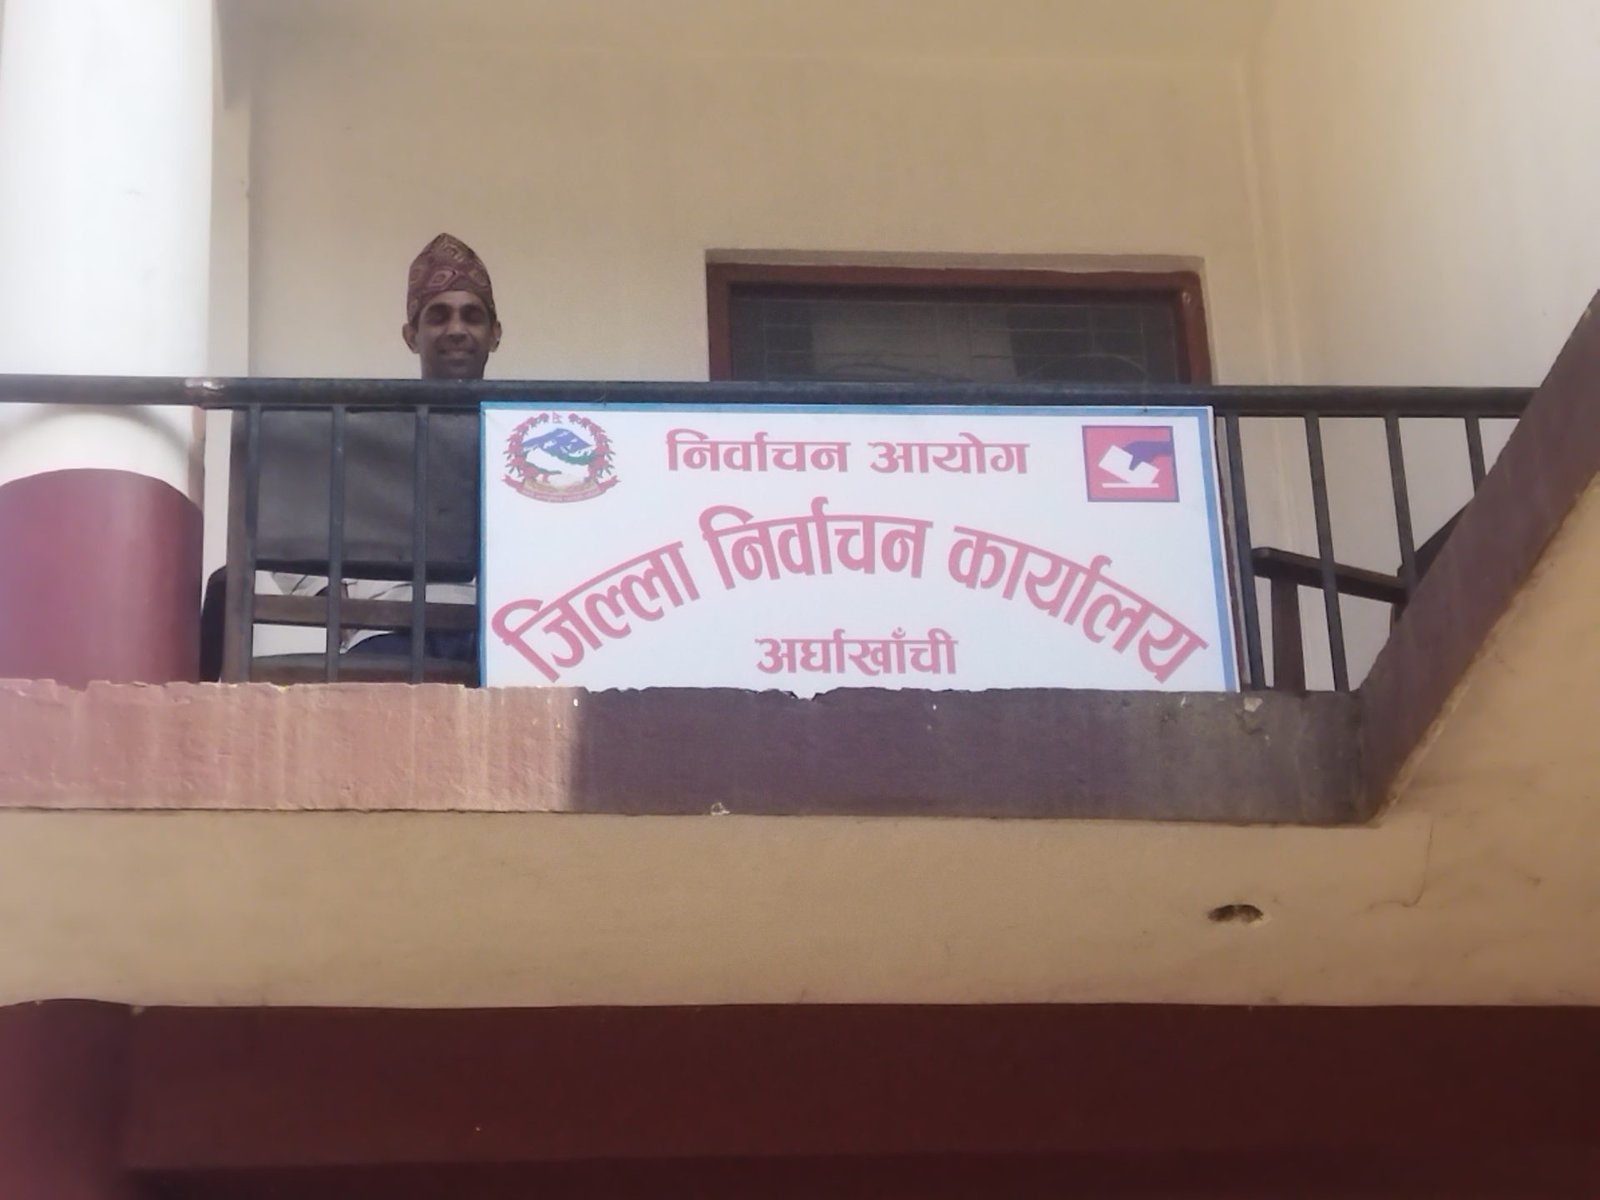 निर्वाचन आयोग
जिल्ला निर्वाचन कार्यालय
अर्घाखाँची